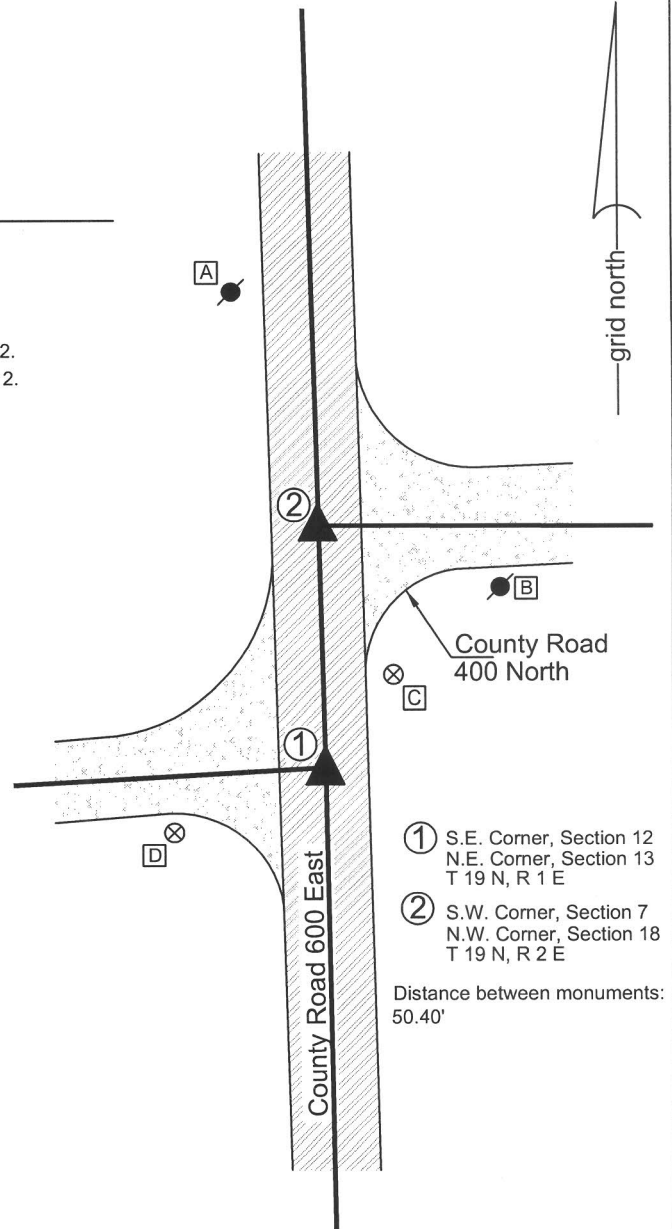 A
2.
2.
grid north
2
B
County Road
400 North
C
1
D
County Road 600 East
1 S.E. Corner, Section 12
N.E. Corner, Section 13
T 19 N, R 1 E
2 S.W. Corner, Section 7
N.W. Corner, Section 18
T 19 N, R 2 E
Distance between monuments:
50.40'